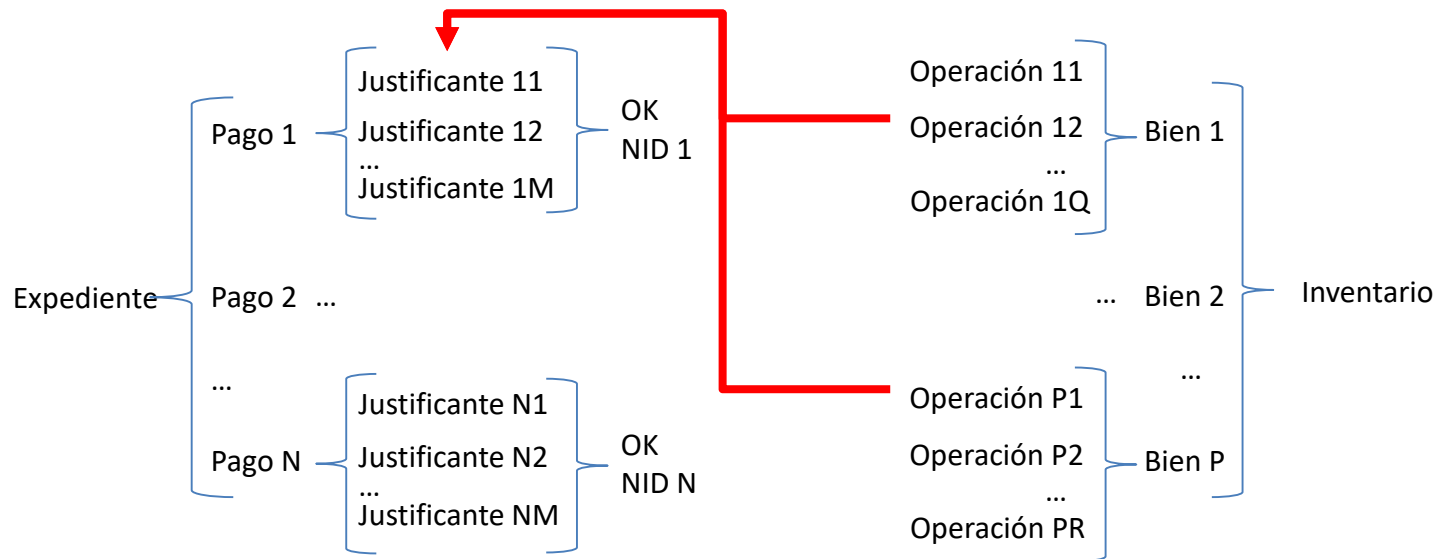 Expediente
Pago 1
Justificante 11
Justificante 12
...
Justificante 1M
OK
NID 1
Pago 2 ...
...
Pago N
Justificante N1
Justificante N2
...
Justificante NM
OK
NID N
Operación 11
Operación 12
...
Operación 1Q
Bien 1
... Bien 2
...
Operación P1
Operación P2
...
Operación PR
Bien P
Inventario